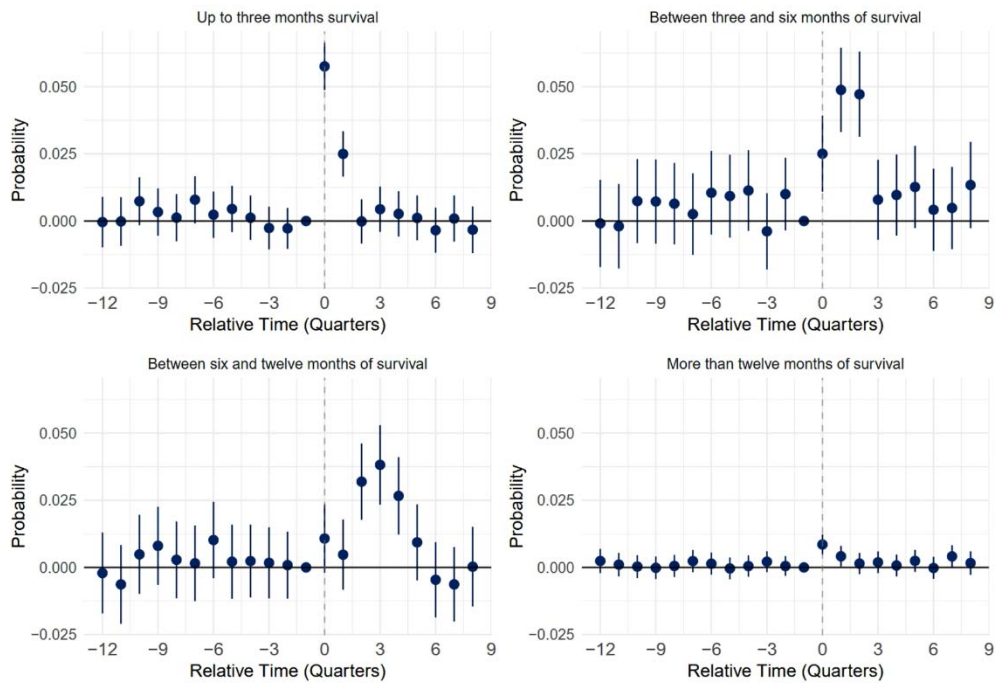 Up to three months survival
Probability
0.050
0.025
0.000
−0.025
−12 −9 −6 −3 0 3 6 9
Relative Time (Quarters)
Between three and six months of survival
Probability
0.050
0.025
0.000
−0.025
−12 −9 −6 −3 0 3 6 9
Relative Time (Quarters)
Between six and twelve months of survival
Probability
0.050
0.025
0.000
−0.025
−12 −9 −6 −3 0 3 6 9
Relative Time (Quarters)
More than twelve months of survival
Probability
0.050
0.025
0.000
−0.025
−12 −9 −6 −3 0 3 6 9
Relative Time (Quarters)